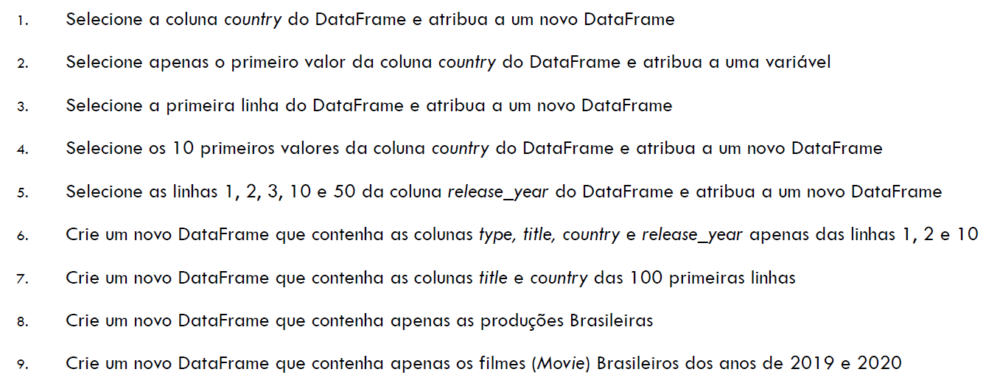 1. Selecione a coluna country do DataFrame e atribua a um novo DataFrame
2. Selecione apenas o primeiro valor da coluna country do DataFrame e atribua a uma variável
3. Selecione a primeira linha do DataFrame e atribua a um novo DataFrame
4. Selecione os 10 primeiros valores da coluna country do DataFrame e atribua a um novo DataFrame
5. Selecione as linhas 1, 2, 3, 10 e 50 da coluna release_year do DataFrame e atribua a um novo DataFrame
6. Crie um novo DataFrame que contenha as colunas type, title, country e release_year apenas das linhas 1, 2 e 10
7. Crie um novo DataFrame que contenha as colunas title e country das 100 primeiras linhas
8. Crie um novo DataFrame que contenha apenas as produções Brasileiras
9. Crie um novo DataFrame que contenha apenas os filmes (Movie) Brasileiros dos anos de 2019 e 2020